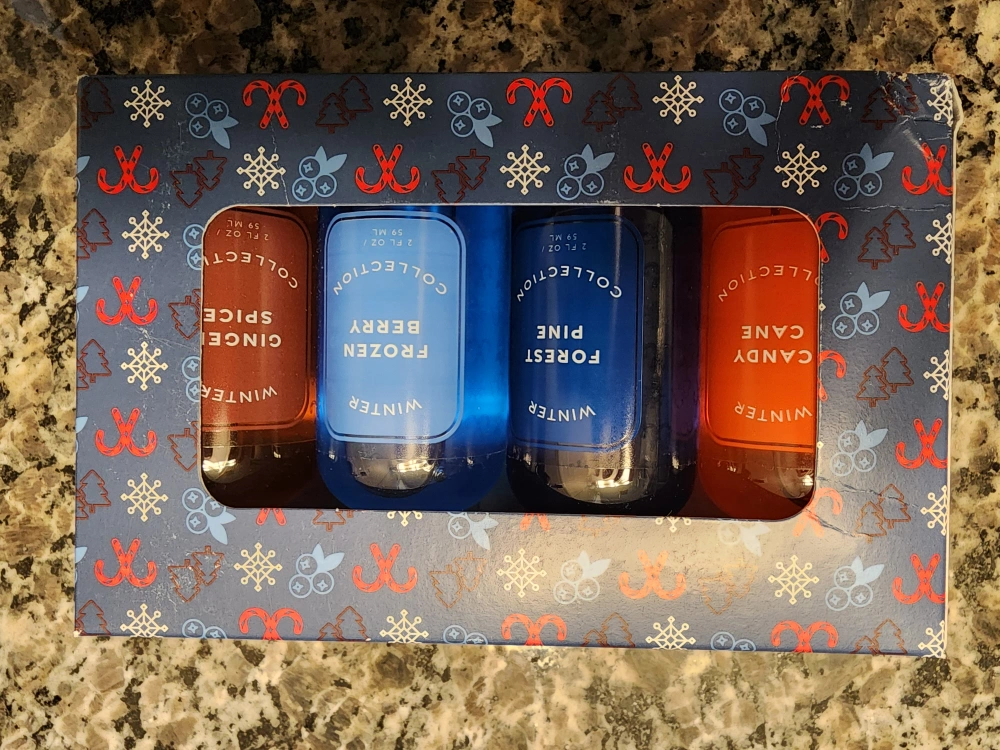 WINTER
CANDY
CANE
COLLECTION
WINTER
FOREST
PINE
COLLECTION
2 FL OZ /
59 ML
WINTER
FROZEN
BERRY
COLLECTION
2 FL OZ /
59 ML
WINTER
GINGER
SPICE
COLLECTION
2 FL OZ /
59 ML